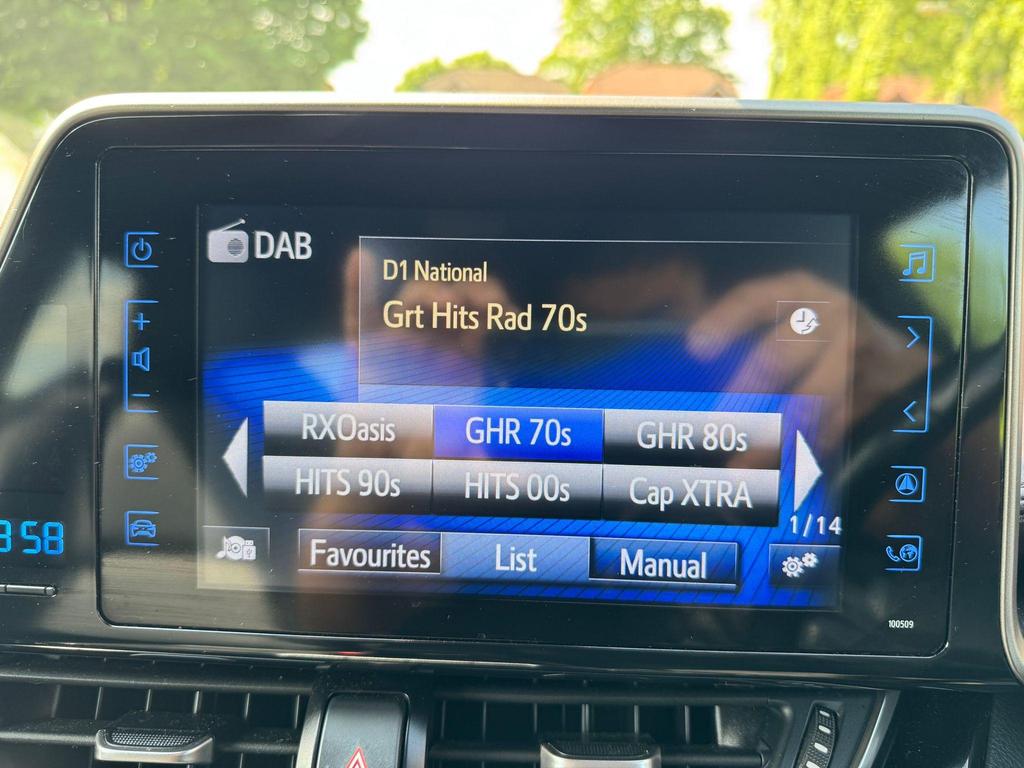 DAB
D1 National
Grt Hits Rad 70s
RXOasis GHR 70s GHR 80s
HITS 90s HITS 00s Cap XTRA
1/14
Favourites List Manual
58
100509